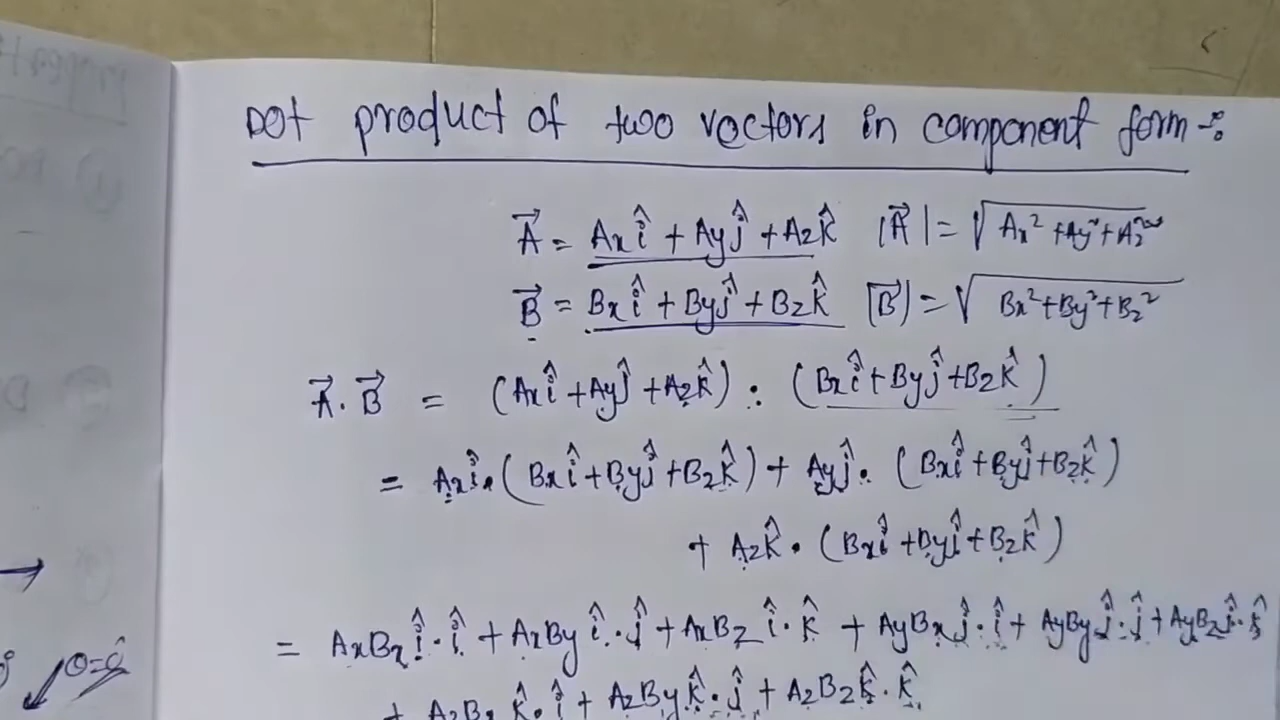 DOT product of two vectors in component form :-
A⃗ = Axî + Ayĵ + Azk̂ |A⃗| = √(Ax² + Ay² + Az²)
B⃗ = Bxî + Byĵ + Bzk̂ |B⃗| = √(Bx² + By² + Bz²)
A⃗ . B⃗ = (Axî + Ayĵ + Azk̂) . (Bxî + Byĵ + Bzk̂)
= Axî . (Bxî + Byĵ + Bzk̂) + Ayĵ . (Bxî + Byĵ + Bzk̂)
+ Azk̂ . (Bxî + Byĵ + Bzk̂)
= AxBx î.î + AxBy î.ĵ + AxBz î.k̂ + AyBx ĵ.î + AyBy ĵ.ĵ + AyBz ĵ.k̂
+ AzBx k̂.î + AzBy k̂.ĵ + AzBz k̂.k̂